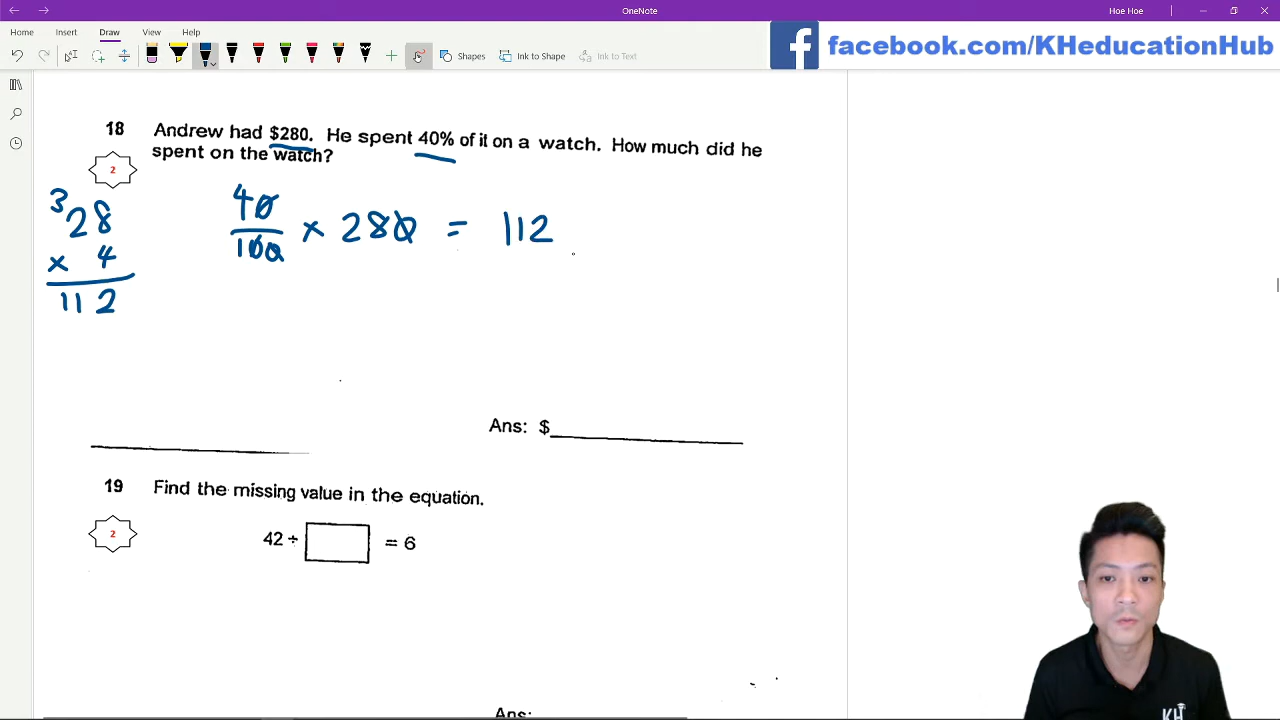 OneNote
Hoe Hoe
Home Insert Draw View Help
Shapes Ink to Shape Ink to Text
facebook.com/KHeducationHub
18 Andrew had $280. He spent 40% of it on a watch. How much did he
spent on the watch?
2
3
28
× 4
112
40/100 × 280 = 112
Ans: $
19 Find the missing value in the equation.
2
42 ÷ = 6
Ans:
KH